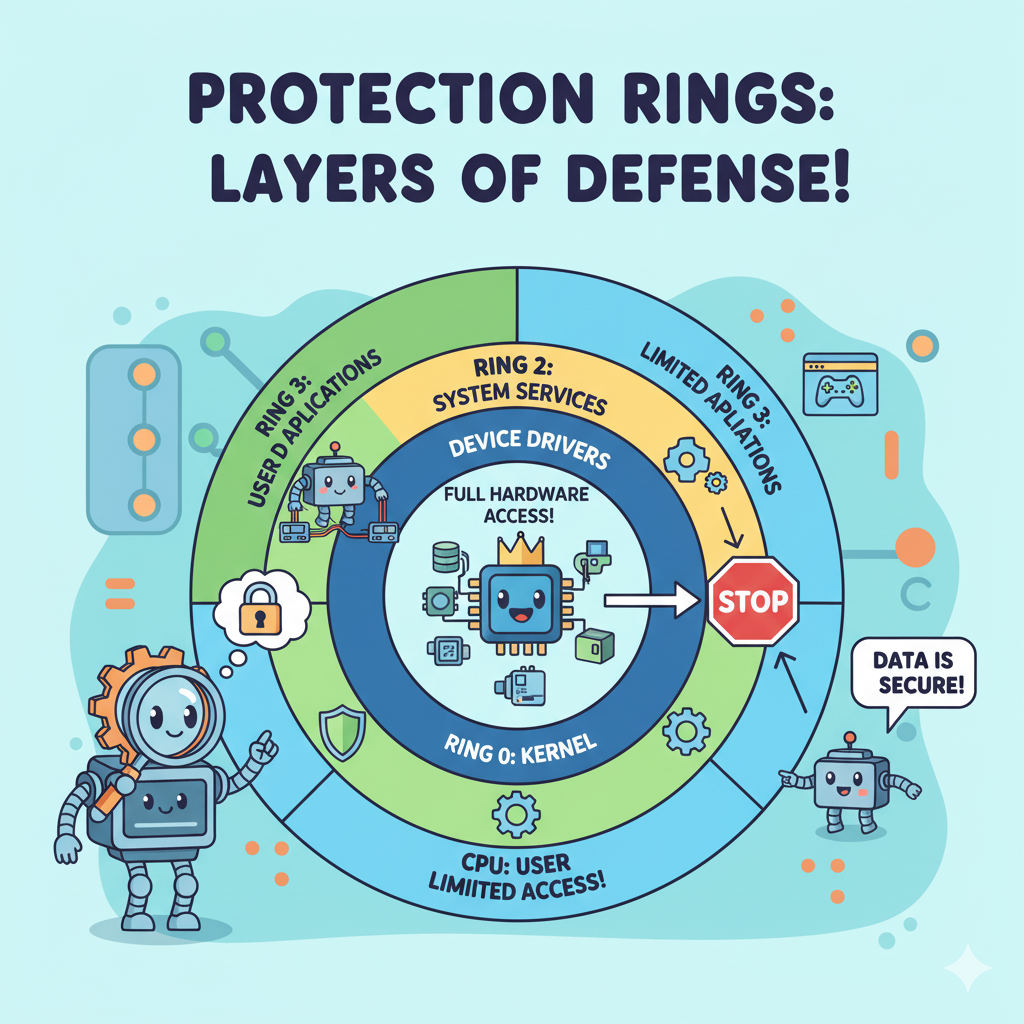 PROTECTION RINGS:
LAYERS OF DEFENSE!
RING 3:
USER D APLICATIONS
RING 2:
SYSTEM SERVICES
RING 3:
LIMITED APLIATIONS
DEVICE DRIVERS
FULL HARDWARE
ACCESS!
STOP
DATA IS
SECURE!
RING 0: KERNEL
CPU: USER
LIMIITED ACCESS!